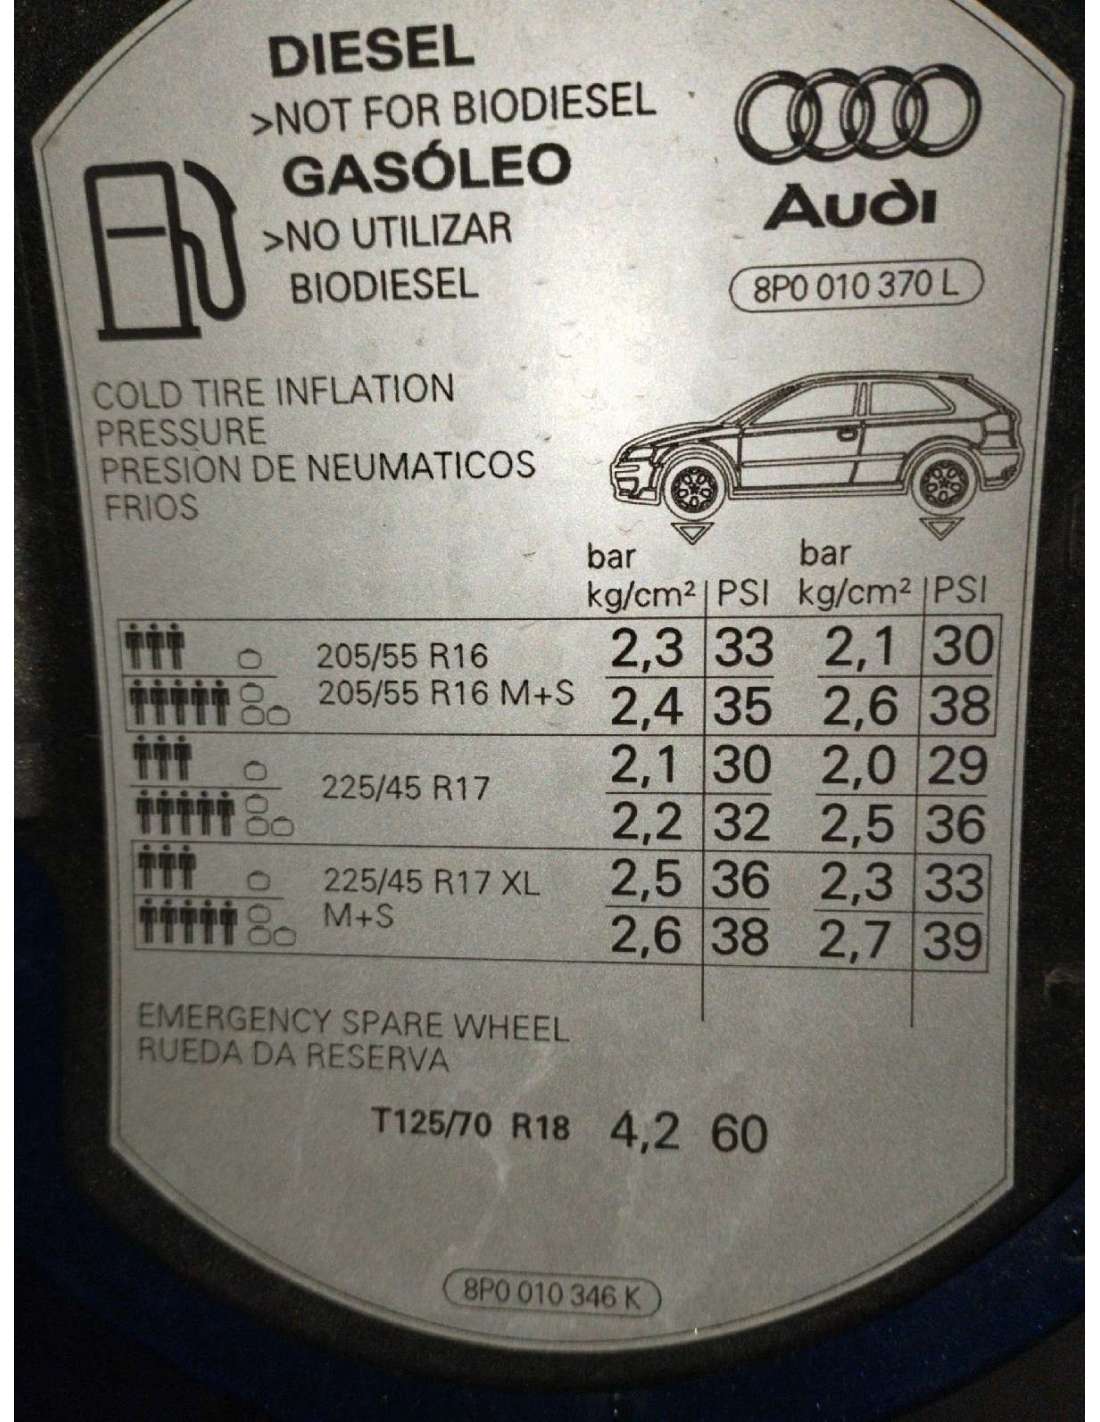 DIESEL
>NOT FOR BIODIESEL
GASÓLEO
>NO UTILIZAR
BIODIESEL
Audi
8P0 010 370 L
COLD TIRE INFLATION
PRESSURE
PRESION DE NEUMATICOS
FRIOS
bar bar
kg/cm² PSI kg/cm² PSI
205/55 R16 2,3 33 2,1 30
205/55 R16 M+S 2,4 35 2,6 38
2,1 30 2,0 29
225/45 R17
2,2 32 2,5 36
225/45 R17 XL 2,5 36 2,3 33
M+S 2,6 38 2,7 39
EMERGENCY SPARE WHEEL
RUEDA DA RESERVA
T125/70 R18 4,2 60
8P0 010 346 K